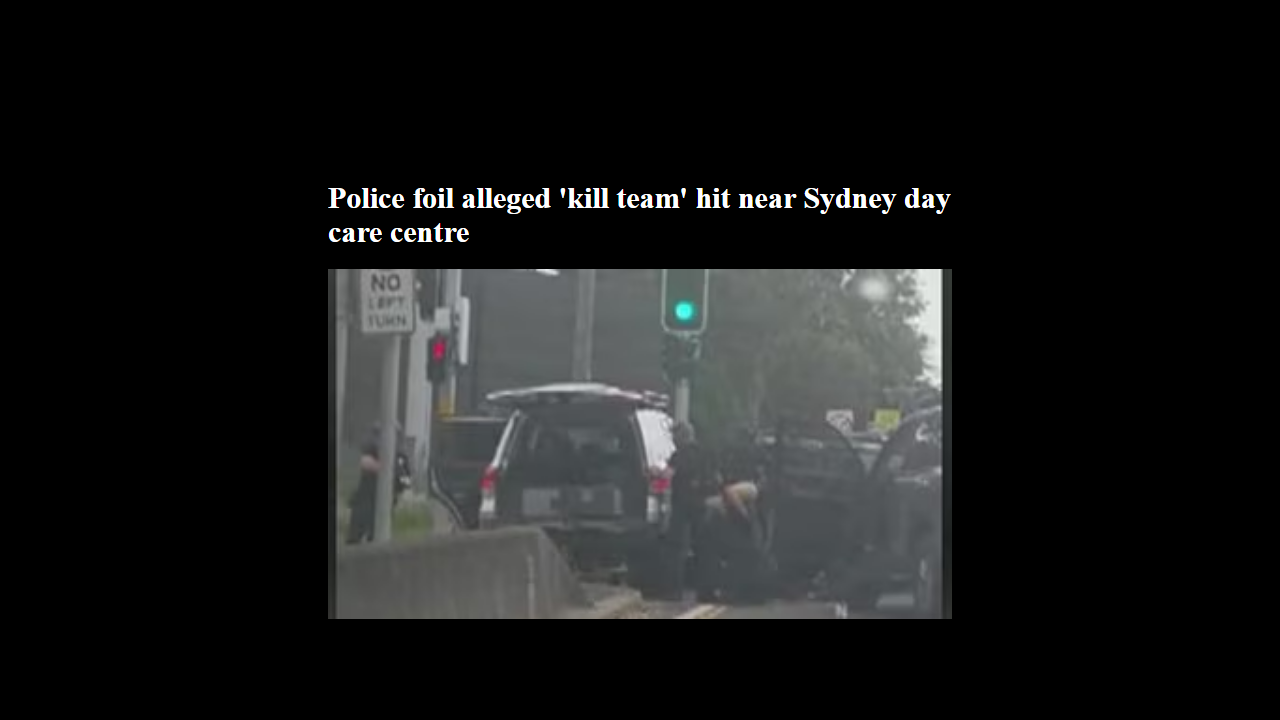 Police foil alleged 'kill team' hit near Sydney day
care centre
NO
LEFT
TURN